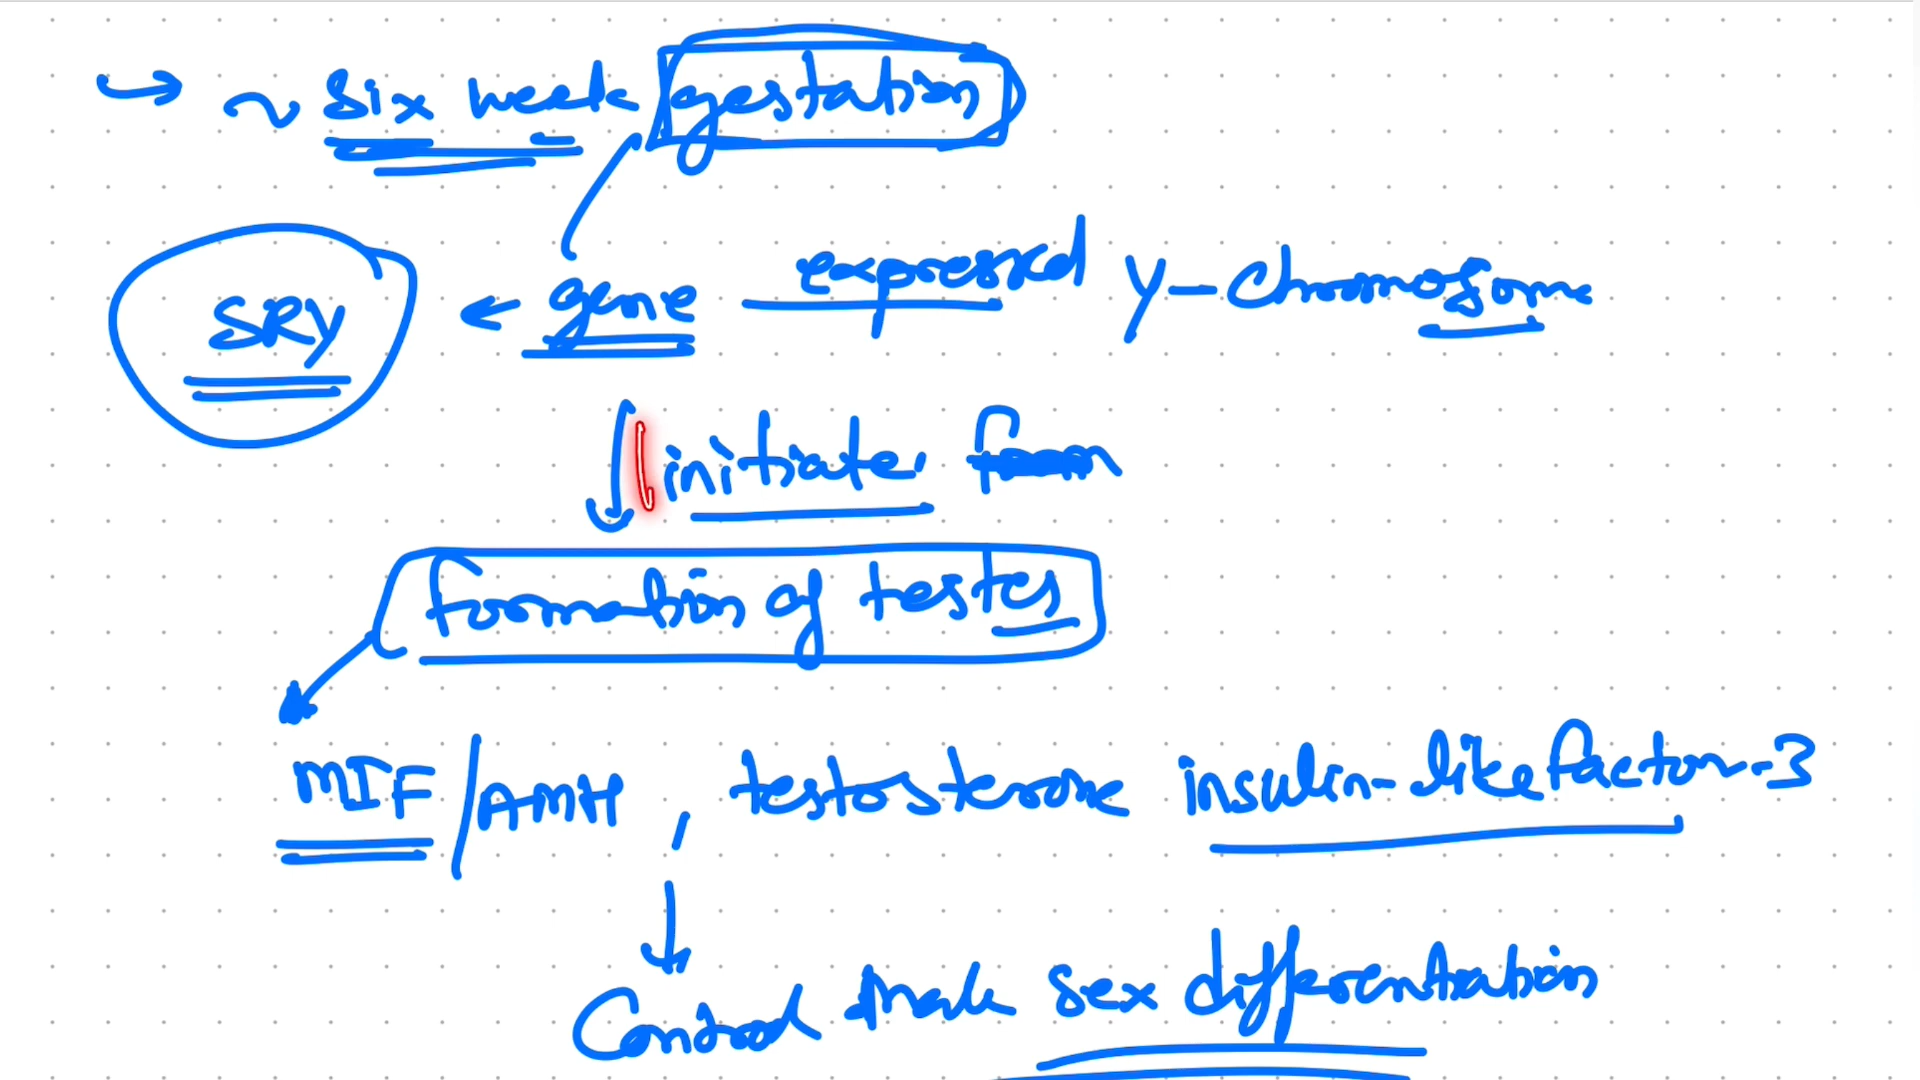 ~ six week gestation
SRY ← gene expressed Y-chromosome
initiate
formation of testes
MIF/AMH, testosterone insulin-like factor-3
Control male sex differentiation